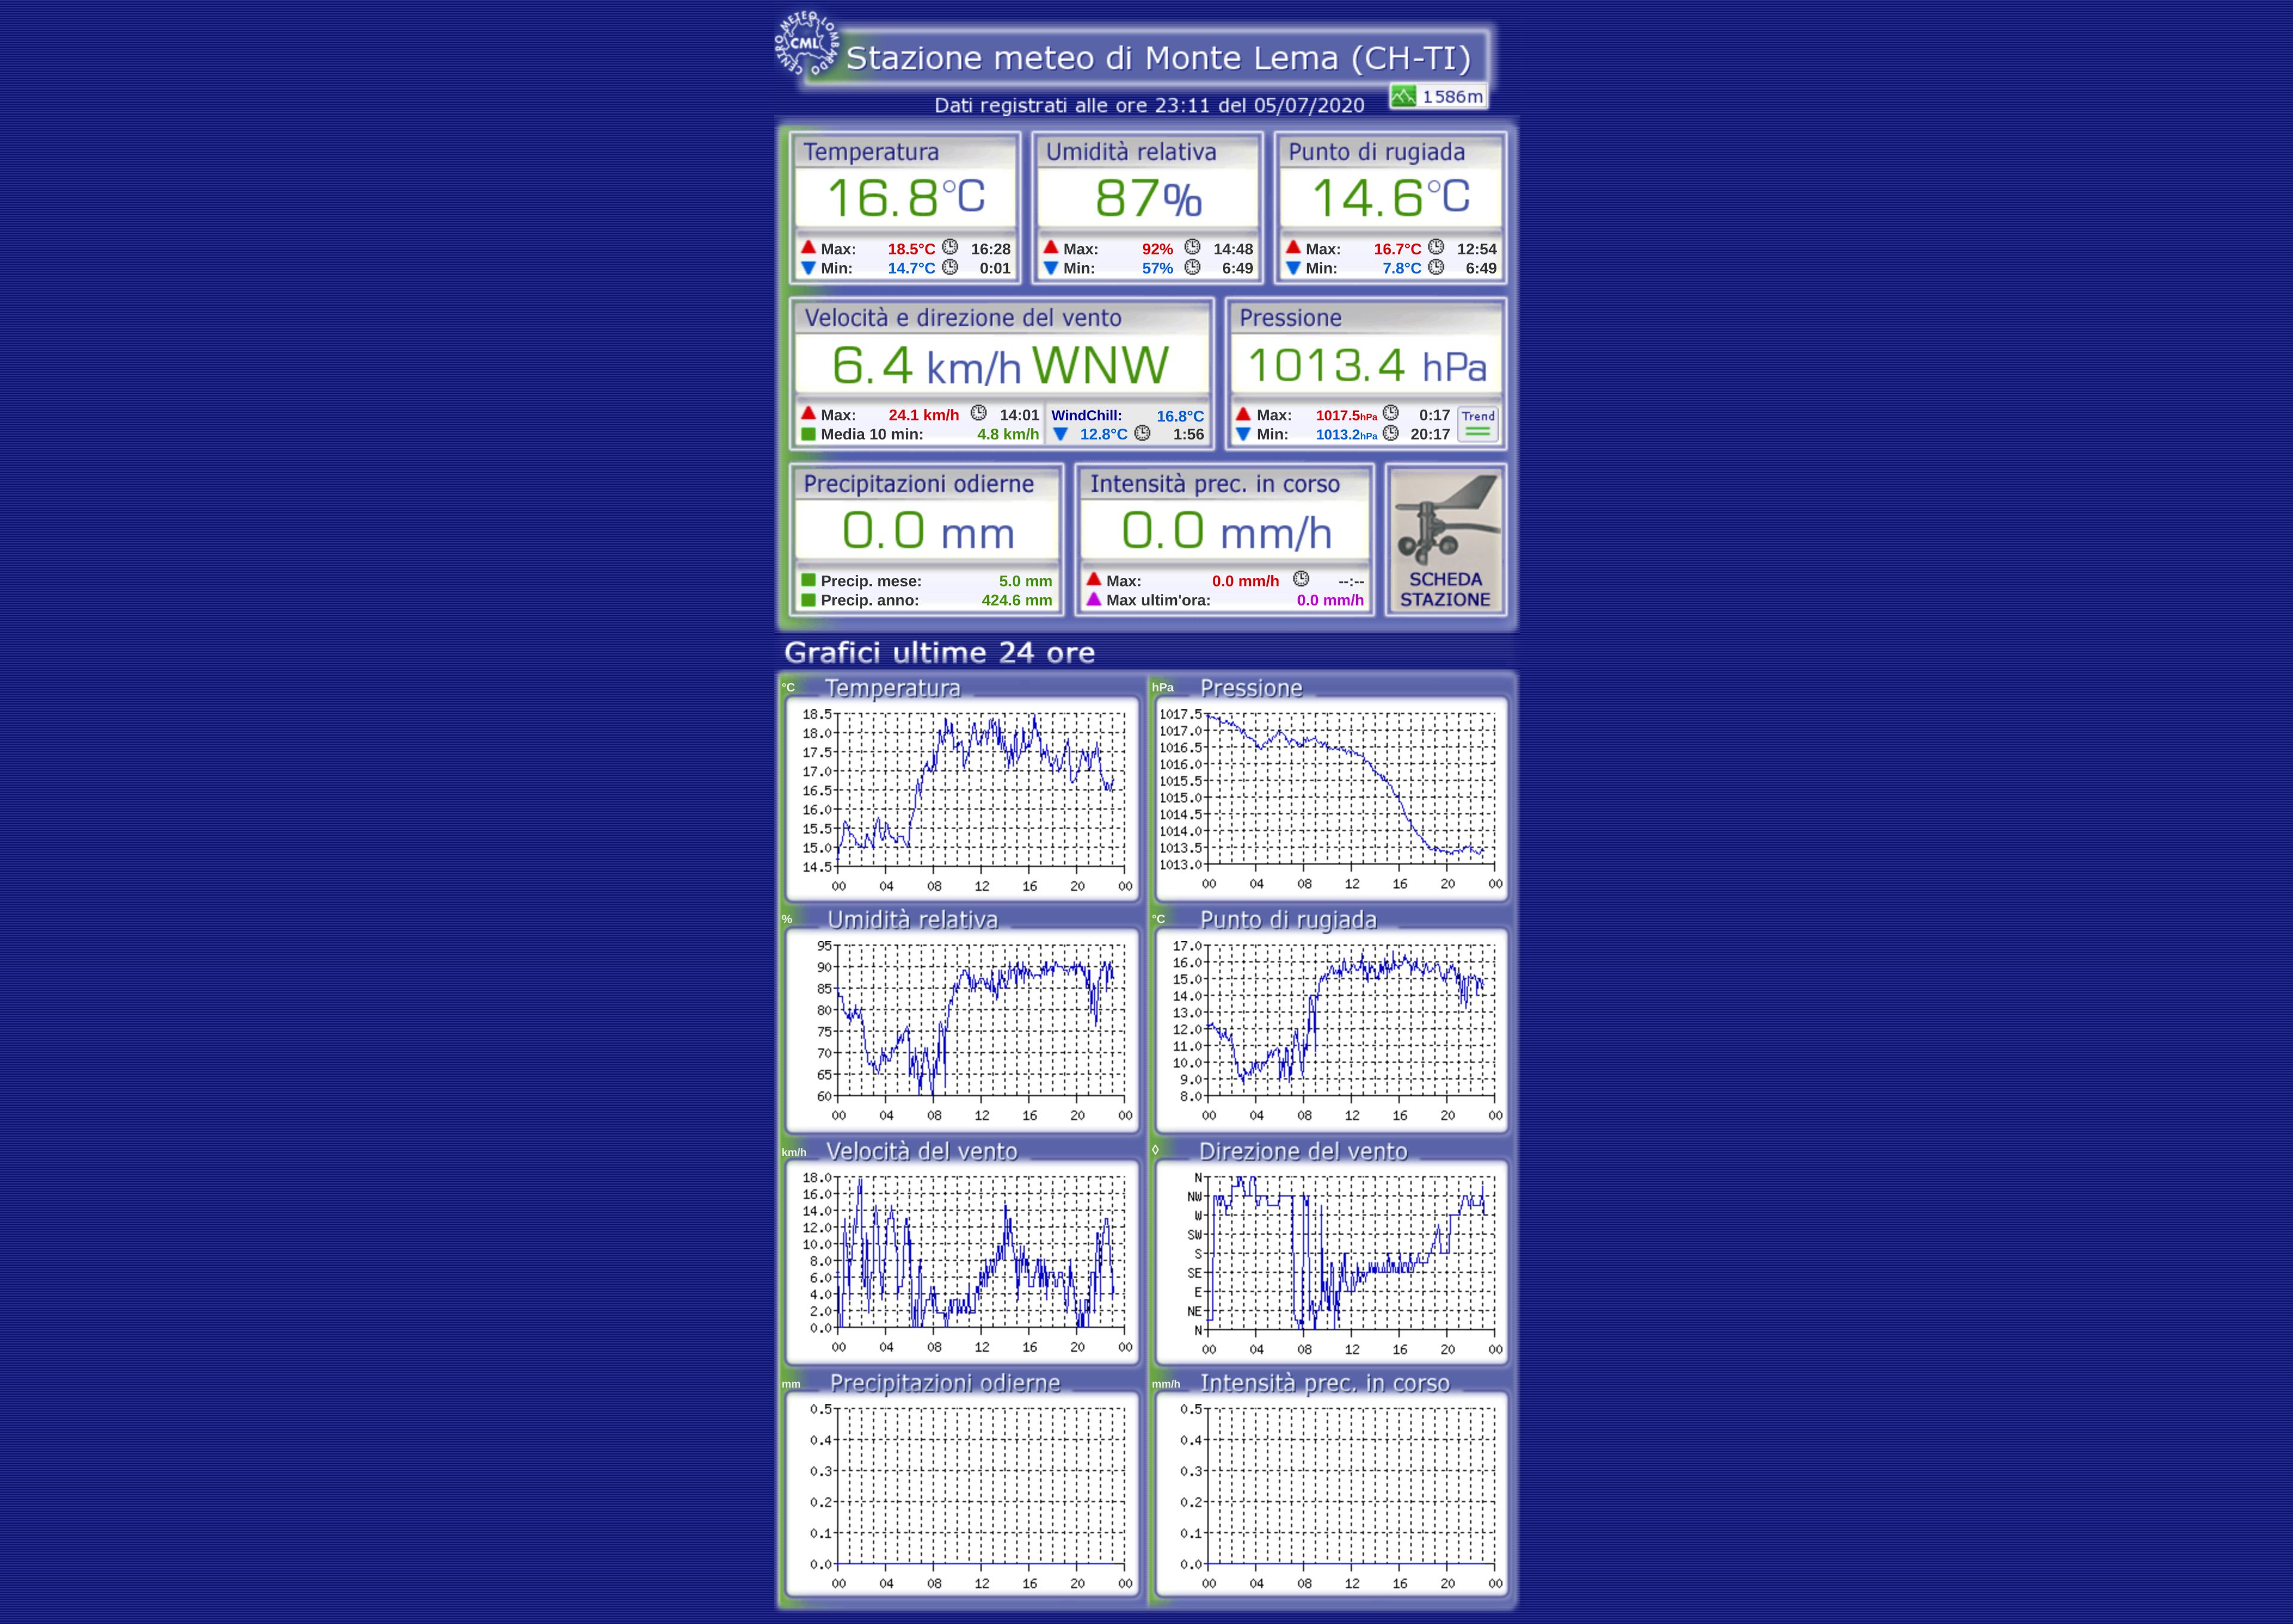 CENTRO METEO LOMBARDO
CML
Stazione meteo di Monte Lema (CH-TI)
Dati registrati alle ore 23:11 del 05/07/2020
1586m
Temperatura
16.8°C
Max: 18.5°C 16:28
Min: 14.7°C 0:01
Umidità relativa
87%
Max: 92% 14:48
Min: 57% 6:49
Punto di rugiada
14.6°C
Max: 16.7°C 12:54
Min: 7.8°C 6:49
Velocità e direzione del vento
6.4 km/h WNW
Max: 24.1 km/h 14:01
Media 10 min: 4.8 km/h
WindChill: 16.8°C
12.8°C 1:56
Pressione
1013.4 hPa
Max: 1017.5hPa 0:17
Min: 1013.2hPa 20:17
Trend
Precipitazioni odierne
0.0 mm
Precip. mese: 5.0 mm
Precip. anno: 424.6 mm
Intensità prec. in corso
0.0 mm/h
Max: 0.0 mm/h --:--
Max ultim'ora: 0.0 mm/h
SCHEDA
STAZIONE
Grafici ultime 24 ore
°C Temperatura
18.5
18.0
17.5
17.0
16.5
16.0
15.5
15.0
14.5
00 04 08 12 16 20 00
hPa Pressione
1017.5
1017.0
1016.5
1016.0
1015.5
1015.0
1014.5
1014.0
1013.5
1013.0
00 04 08 12 16 20 00
% Umidità relativa
95
90
85
80
75
70
65
60
00 04 08 12 16 20 00
°C Punto di rugiada
17.0
16.0
15.0
14.0
13.0
12.0
11.0
10.0
9.0
8.0
00 04 08 12 16 20 00
km/h Velocità del vento
18.0
16.0
14.0
12.0
10.0
8.0
6.0
4.0
2.0
0.0
00 04 08 12 16 20 00
◊ Direzione del vento
N
NW
W
SW
S
SE
E
NE
N
00 04 08 12 16 20 00
mm Precipitazioni odierne
0.5
0.4
0.3
0.2
0.1
0.0
00 04 08 12 16 20 00
mm/h Intensità prec. in corso
0.5
0.4
0.3
0.2
0.1
0.0
00 04 08 12 16 20 00